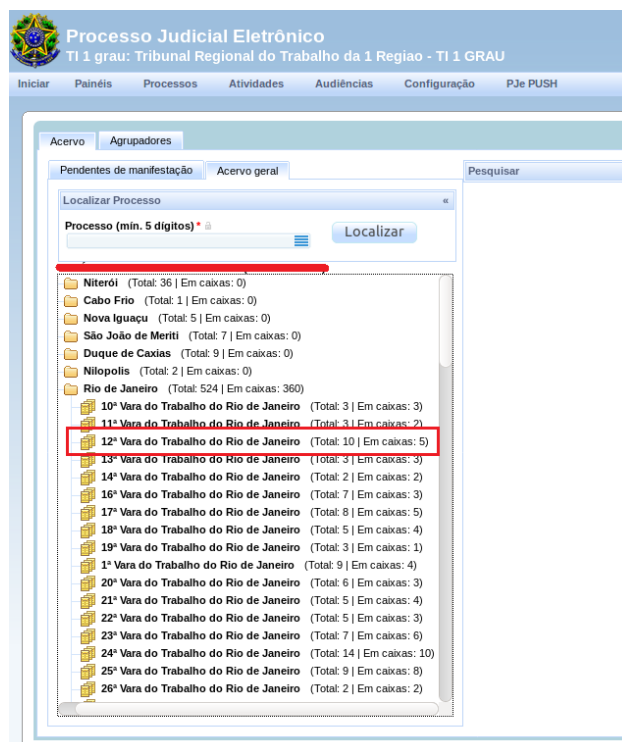 Processo Judicial Eletrônico
TI 1 grau: Tribunal Regional do Trabalho da 1 Regiao - TI 1 GRAU
Iniciar Painéis Processos Atividades Audiências Configuração PJe PUSH
Acervo Agrupadores
Pendentes de manifestação Acervo geral Pesquisar
Localizar Processo «
Processo (mín. 5 dígitos) *
Localizar
Niterói (Total: 36 | Em caixas: 0)
Cabo Frio (Total: 1 | Em caixas: 0)
Nova Iguaçu (Total: 5 | Em caixas: 0)
São João de Meriti (Total: 7 | Em caixas: 0)
Duque de Caxias (Total: 9 | Em caixas: 0)
Nilopolis (Total: 2 | Em caixas: 0)
Rio de Janeiro (Total: 524 | Em caixas: 360)
10ª Vara do Trabalho do Rio de Janeiro (Total: 3 | Em caixas: 3)
11ª Vara do Trabalho do Rio de Janeiro (Total: 3 | Em caixas: 2)
12ª Vara do Trabalho do Rio de Janeiro (Total: 10 | Em caixas: 5)
13ª Vara do Trabalho do Rio de Janeiro (Total: 3 | Em caixas: 3)
14ª Vara do Trabalho do Rio de Janeiro (Total: 2 | Em caixas: 2)
16ª Vara do Trabalho do Rio de Janeiro (Total: 7 | Em caixas: 3)
17ª Vara do Trabalho do Rio de Janeiro (Total: 8 | Em caixas: 5)
18ª Vara do Trabalho do Rio de Janeiro (Total: 5 | Em caixas: 4)
19ª Vara do Trabalho do Rio de Janeiro (Total: 3 | Em caixas: 1)
1ª Vara do Trabalho do Rio de Janeiro (Total: 9 | Em caixas: 4)
20ª Vara do Trabalho do Rio de Janeiro (Total: 6 | Em caixas: 3)
21ª Vara do Trabalho do Rio de Janeiro (Total: 5 | Em caixas: 4)
22ª Vara do Trabalho do Rio de Janeiro (Total: 5 | Em caixas: 3)
23ª Vara do Trabalho do Rio de Janeiro (Total: 7 | Em caixas: 6)
24ª Vara do Trabalho do Rio de Janeiro (Total: 14 | Em caixas: 10)
25ª Vara do Trabalho do Rio de Janeiro (Total: 9 | Em caixas: 8)
26ª Vara do Trabalho do Rio de Janeiro (Total: 2 | Em caixas: 2)